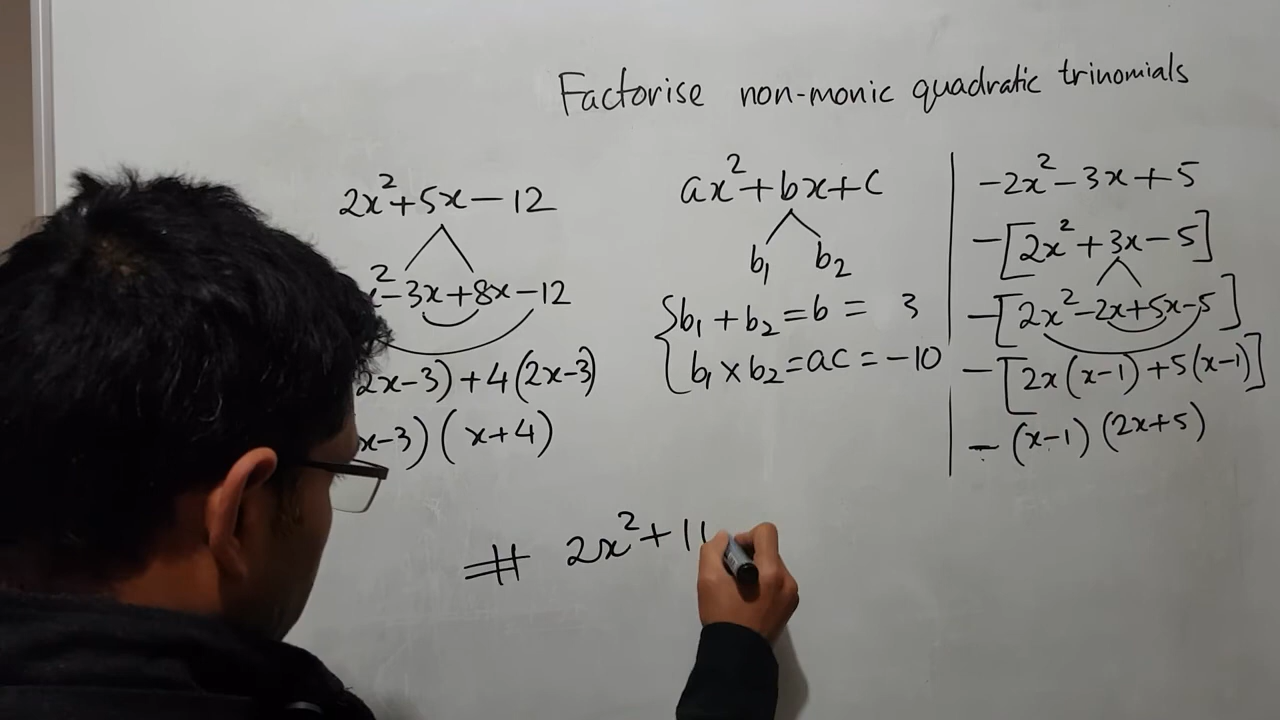 Factorise non-monic quadratic trinomials
2x²+5x-12
²-3x+8x-12
2x-3)+4(2x-3)
x-3)(x+4)
ax²+bx+c
b₁ b₂
{b₁+b₂=b= 3
b₁×b₂=ac=-10
-2x²-3x+5
-[2x²+3x-5]
-[2x²-2x+5x-5]
-[2x(x-1)+5(x-1)]
-(x-1)(2x+5)
# 2x²+11